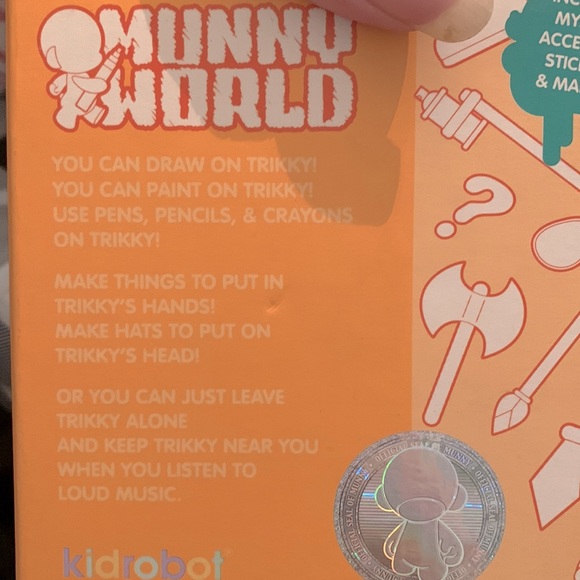 MUNNY
WORLD
YOU CAN DRAW ON TRIKKY!
YOU CAN PAINT ON TRIKKY!
USE PENS, PENCILS, & CRAYONS
ON TRIKKY!
MAKE THINGS TO PUT IN
TRIKKY'S HANDS!
MAKE HATS TO PUT ON
TRIKKY'S HEAD!
OR YOU CAN JUST LEAVE
TRIKKY ALONE
AND KEEP TRIKKY NEAR YOU
WHEN YOU LISTEN TO
LOUD MUSIC.
kidrobot
MY
& MA
?